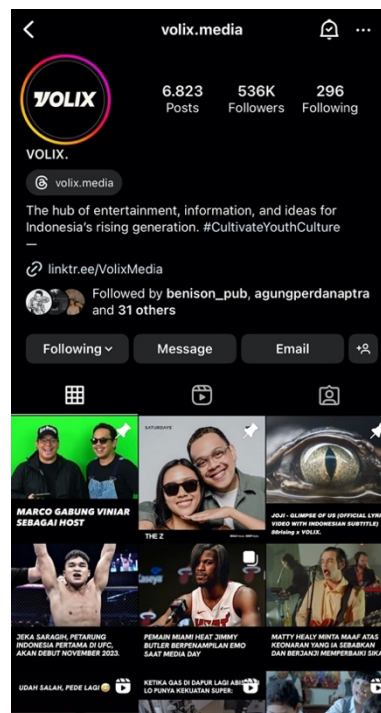 volix.media
VOLIX
6.823
536K
296
Posts
Followers
Following
VOLIX.
volix.media
The hub of entertainment, information, and ideas for
Indonesia's rising generation. #CultivateYouthCulture
—
linktr.ee/VolixMedia
Followed by benison_pub, agungperdanaptra
and 31 others
Following
Message
Email
MARCO GABUNG VINIAR
SEBAGAI HOST
SATURDAYS
THE Z
JOJI - GLIMPSE OF US (OFFICIAL LYRI
VIDEO WITH INDONESIAN SUBTITLE)
88rising x VOLIX.
JEKA SARAGIH, PETARUNG
INDONESIA PERTAMA DI UFC,
AKAN DEBUT NOVEMBER 2023.
PEMAIN MIAMI HEAT JIMMY
BUTLER BERPENAMPILAN EMO
SAAT MEDIA DAY
MATTY HEALY MINTA MAAF ATAS
KEONARAN YANG IA SEBABKAN
DAN BERJANJI MEMPERBAIKI SIKA
UDAH SALAH, PEDE LAGI 😅
KETIKA GAS DI DAPUR LAGI
LO PUNYA KEKUATAN SUPER: